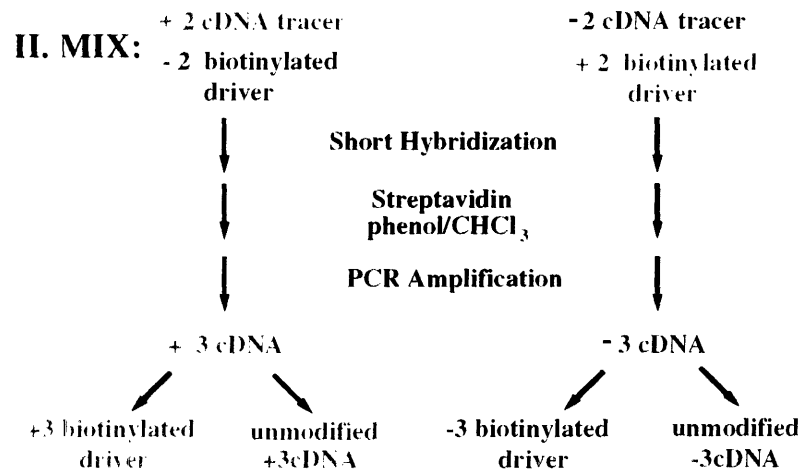 II. MIX:
+ 2 cDNA tracer
- 2 biotinylated
driver
-2 cDNA tracer
+ 2 biotinylated
driver
Short Hybridization
Streptavidin
phenol/CHCl3
PCR Amplification
+ 3 cDNA
- 3 cDNA
+3 biotinylated
driver
unmodified
+3cDNA
-3 biotinylated
driver
unmodified
-3cDNA